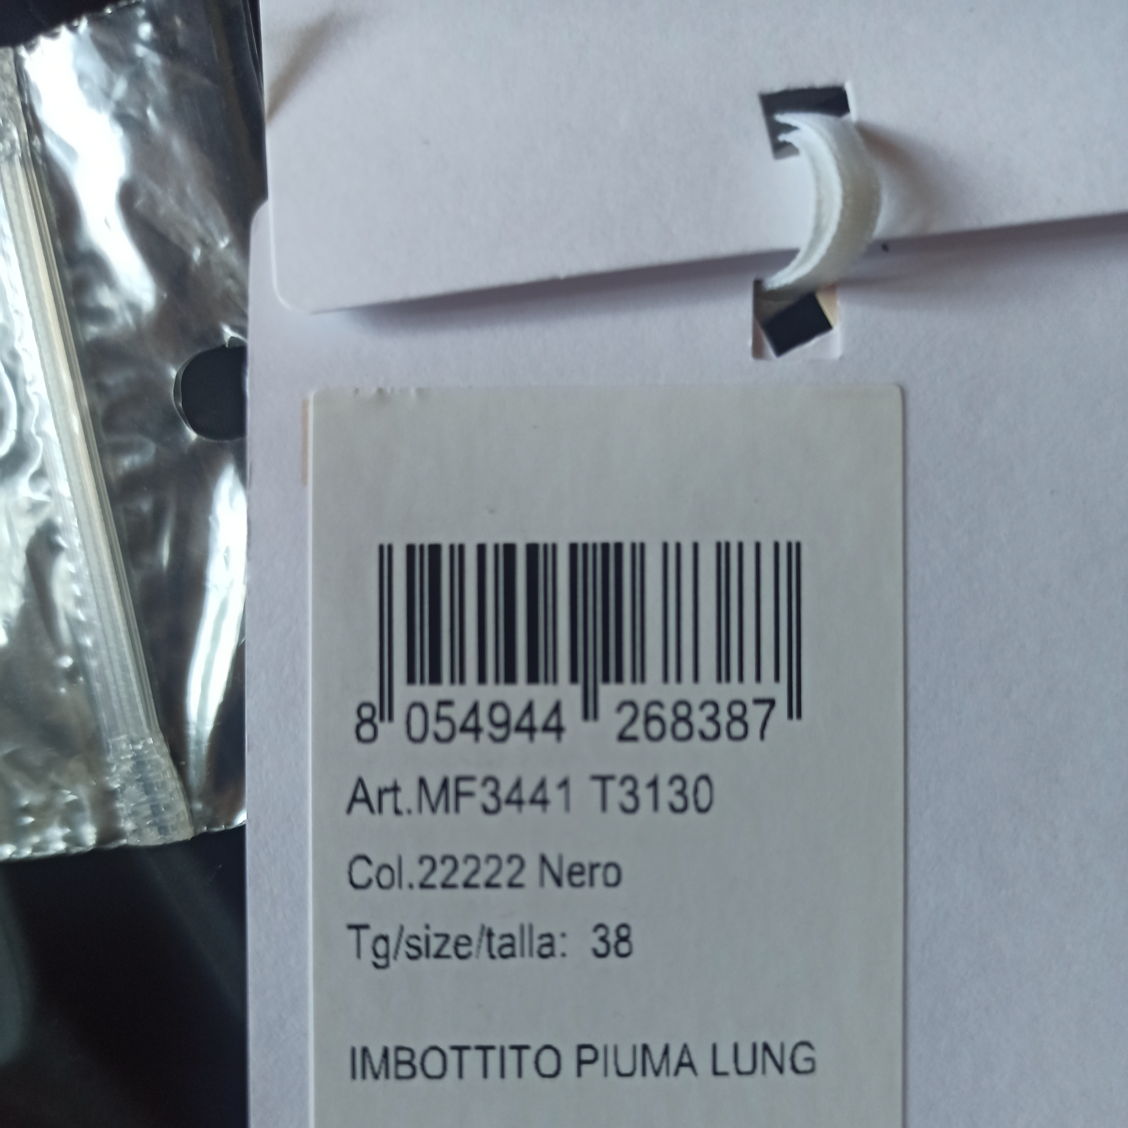 8 054944 268387
Art.MF3441 T3130
Col.22222 Nero
Tg/size/talla: 38
IMBOTTITO PIUMA LUNG